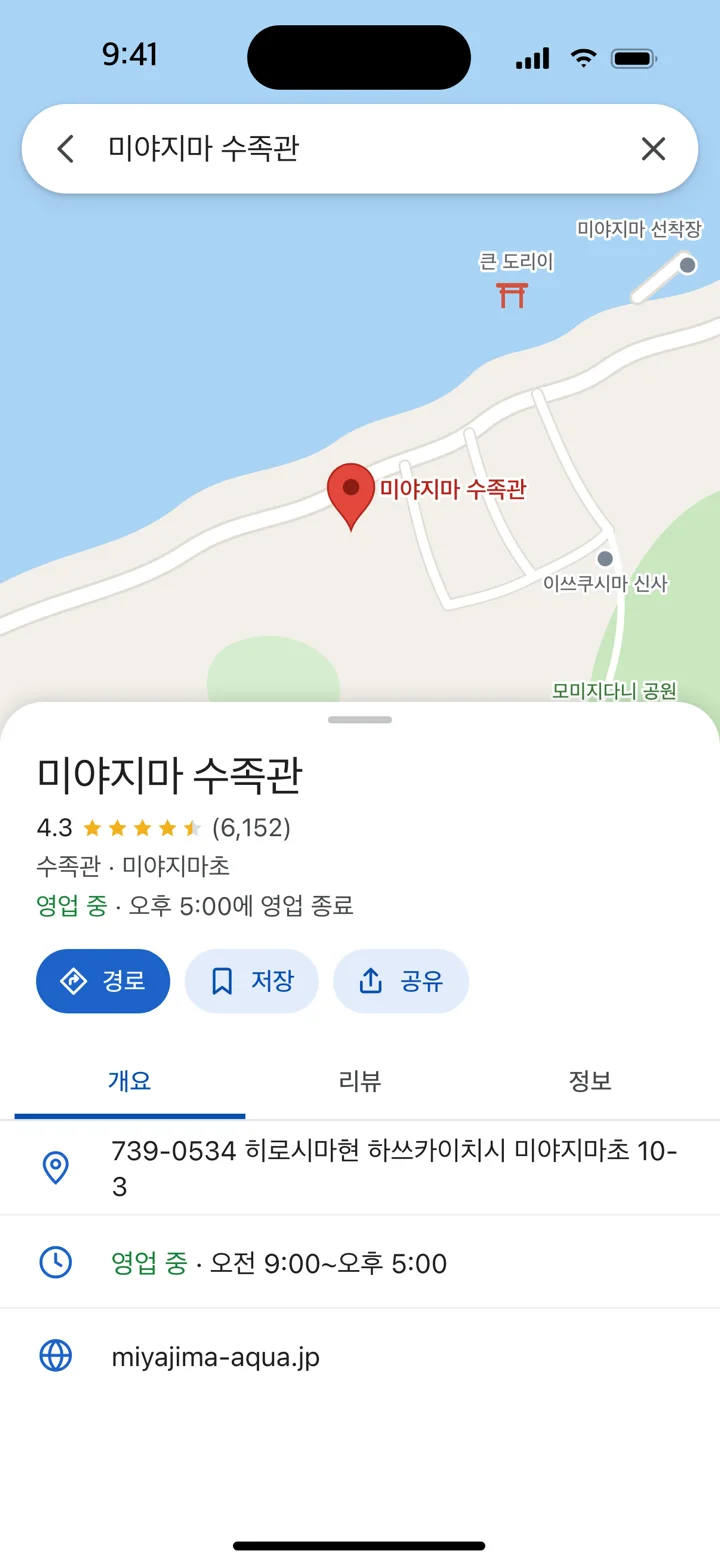 9:41
미야지마 수족관
미야지마 선착장
큰 도리이
미야지마 수족관
이쓰쿠시마 신사
모미지다니 공원
미야지마 수족관
4.3 (6,152)
수족관 · 미야지마초
영업 중 · 오후 5:00에 영업 종료
경로 저장 공유
개요 리뷰 정보
739-0534 히로시마현 하쓰카이치시 미야지마초 10-
3
영업 중 · 오전 9:00~오후 5:00
miyajima-aqua.jp